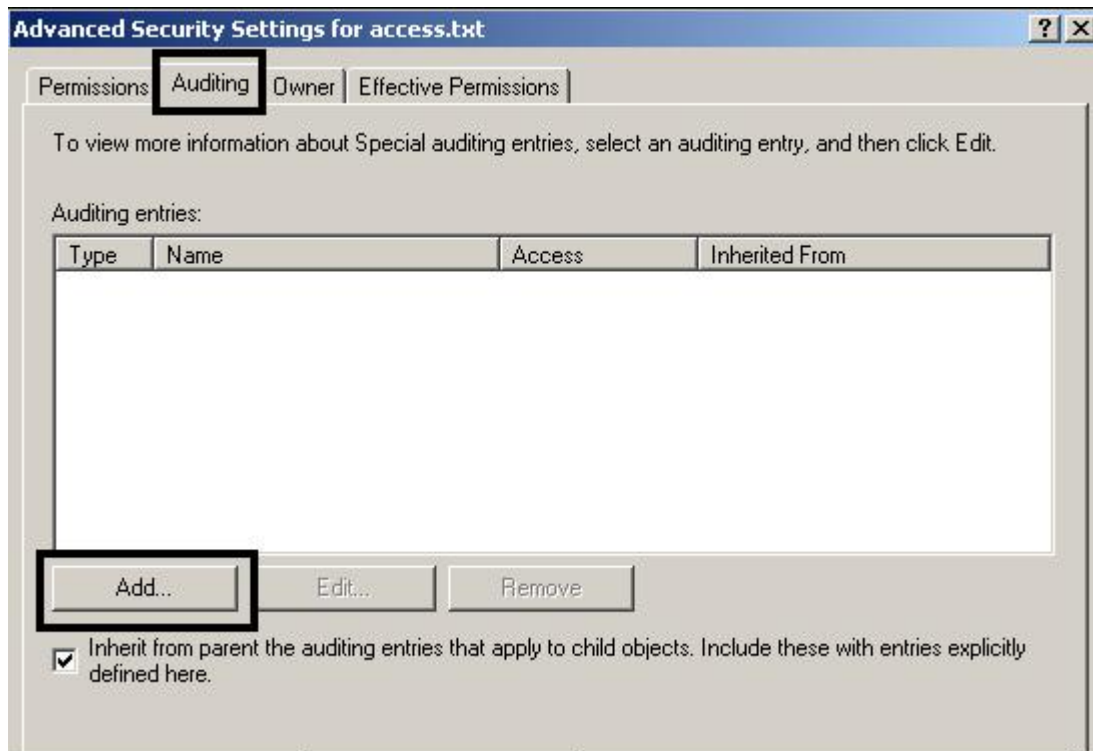 Advanced Security Settings for access.txt
Permissions Auditing Owner Effective Permissions
To view more information about Special auditing entries, select an auditing entry, and then click Edit.
Auditing entries:
Type Name Access Inherited From
Add... Edit... Remove
Inherit from parent the auditing entries that apply to child objects. Include these with entries explicitly
defined here.